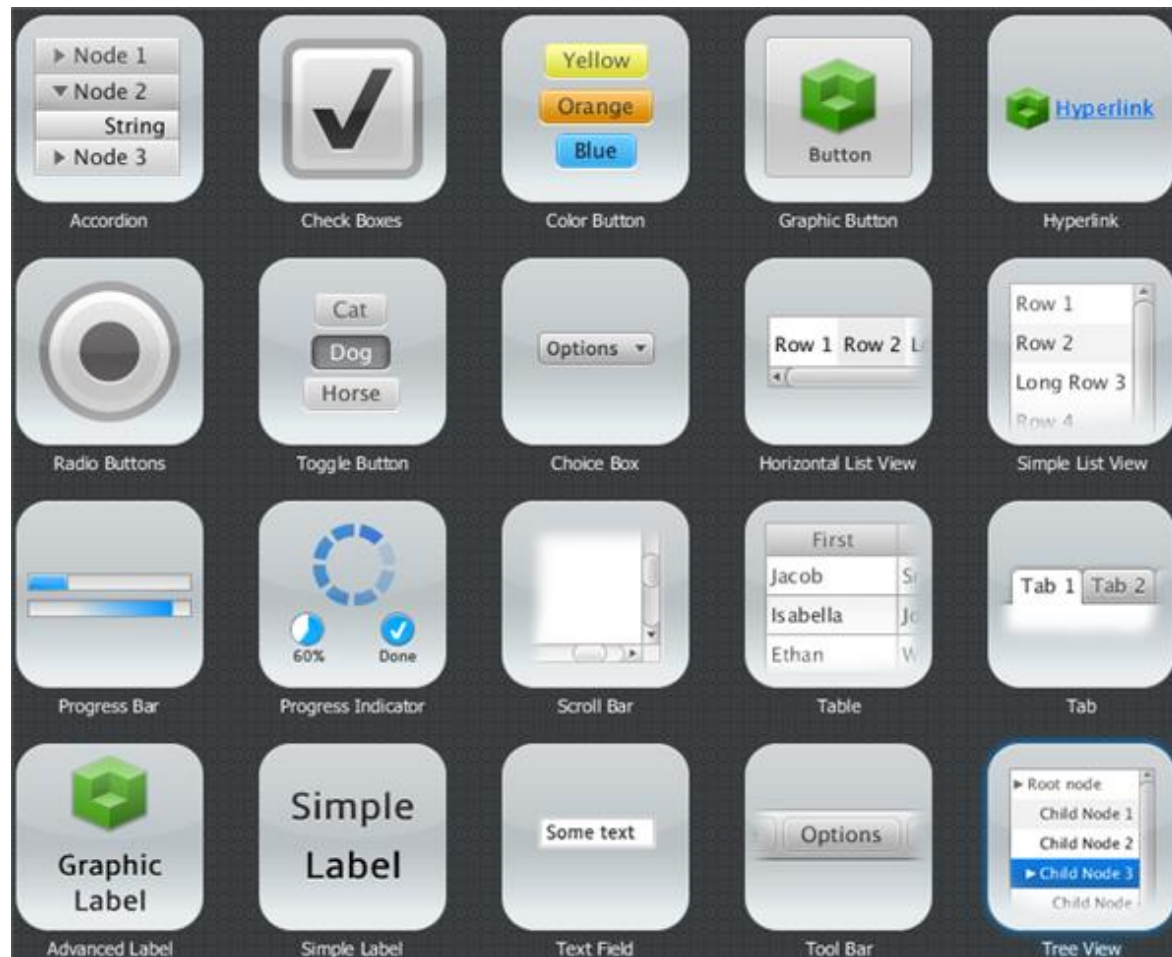 Node 1
Node 2
String
Node 3
Accordion
Check Boxes
Yellow
Orange
Blue
Color Button
Button
Graphic Button
Hyperlink
Hyperlink
Radio Buttons
Cat
Dog
Horse
Toggle Button
Options
Choice Box
Row 1 Row 2 L
Horizontal List View
Row 1
Row 2
Long Row 3
Row 4
Simple List View
Progress Bar
60% Done
Progress Indicator
Scroll Bar
First
Jacob
Isabella
Ethan
Table
Tab 1 Tab 2
Tab
Graphic
Label
Advanced Label
Simple
Label
Simple Label
Some text
Text Field
Options
Tool Bar
Root node
Child Node 1
Child Node 2
Child Node 3
Child Node
Tree View